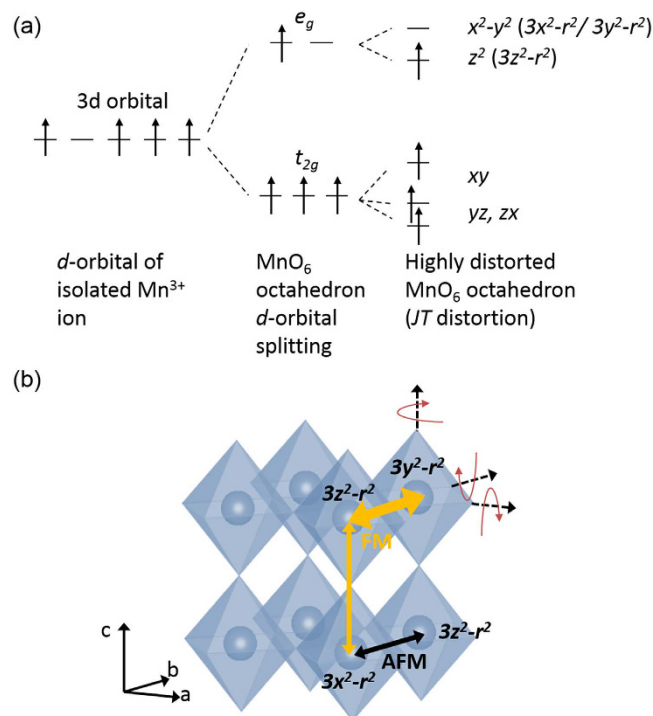 (a)
e_g
x²-y² (3x²-r²/ 3y²-r²)
z² (3z²-r²)
3d orbital
t_2g
xy
yz, zx
d-orbital of
isolated Mn³⁺
ion
MnO₆
octahedron
d-orbital
splitting
Highly distorted
MnO₆ octahedron
(JT distortion)
(b)
3y²-r²
3z²-r²
FM
3z²-r²
AFM
3x²-r²
c
b
a